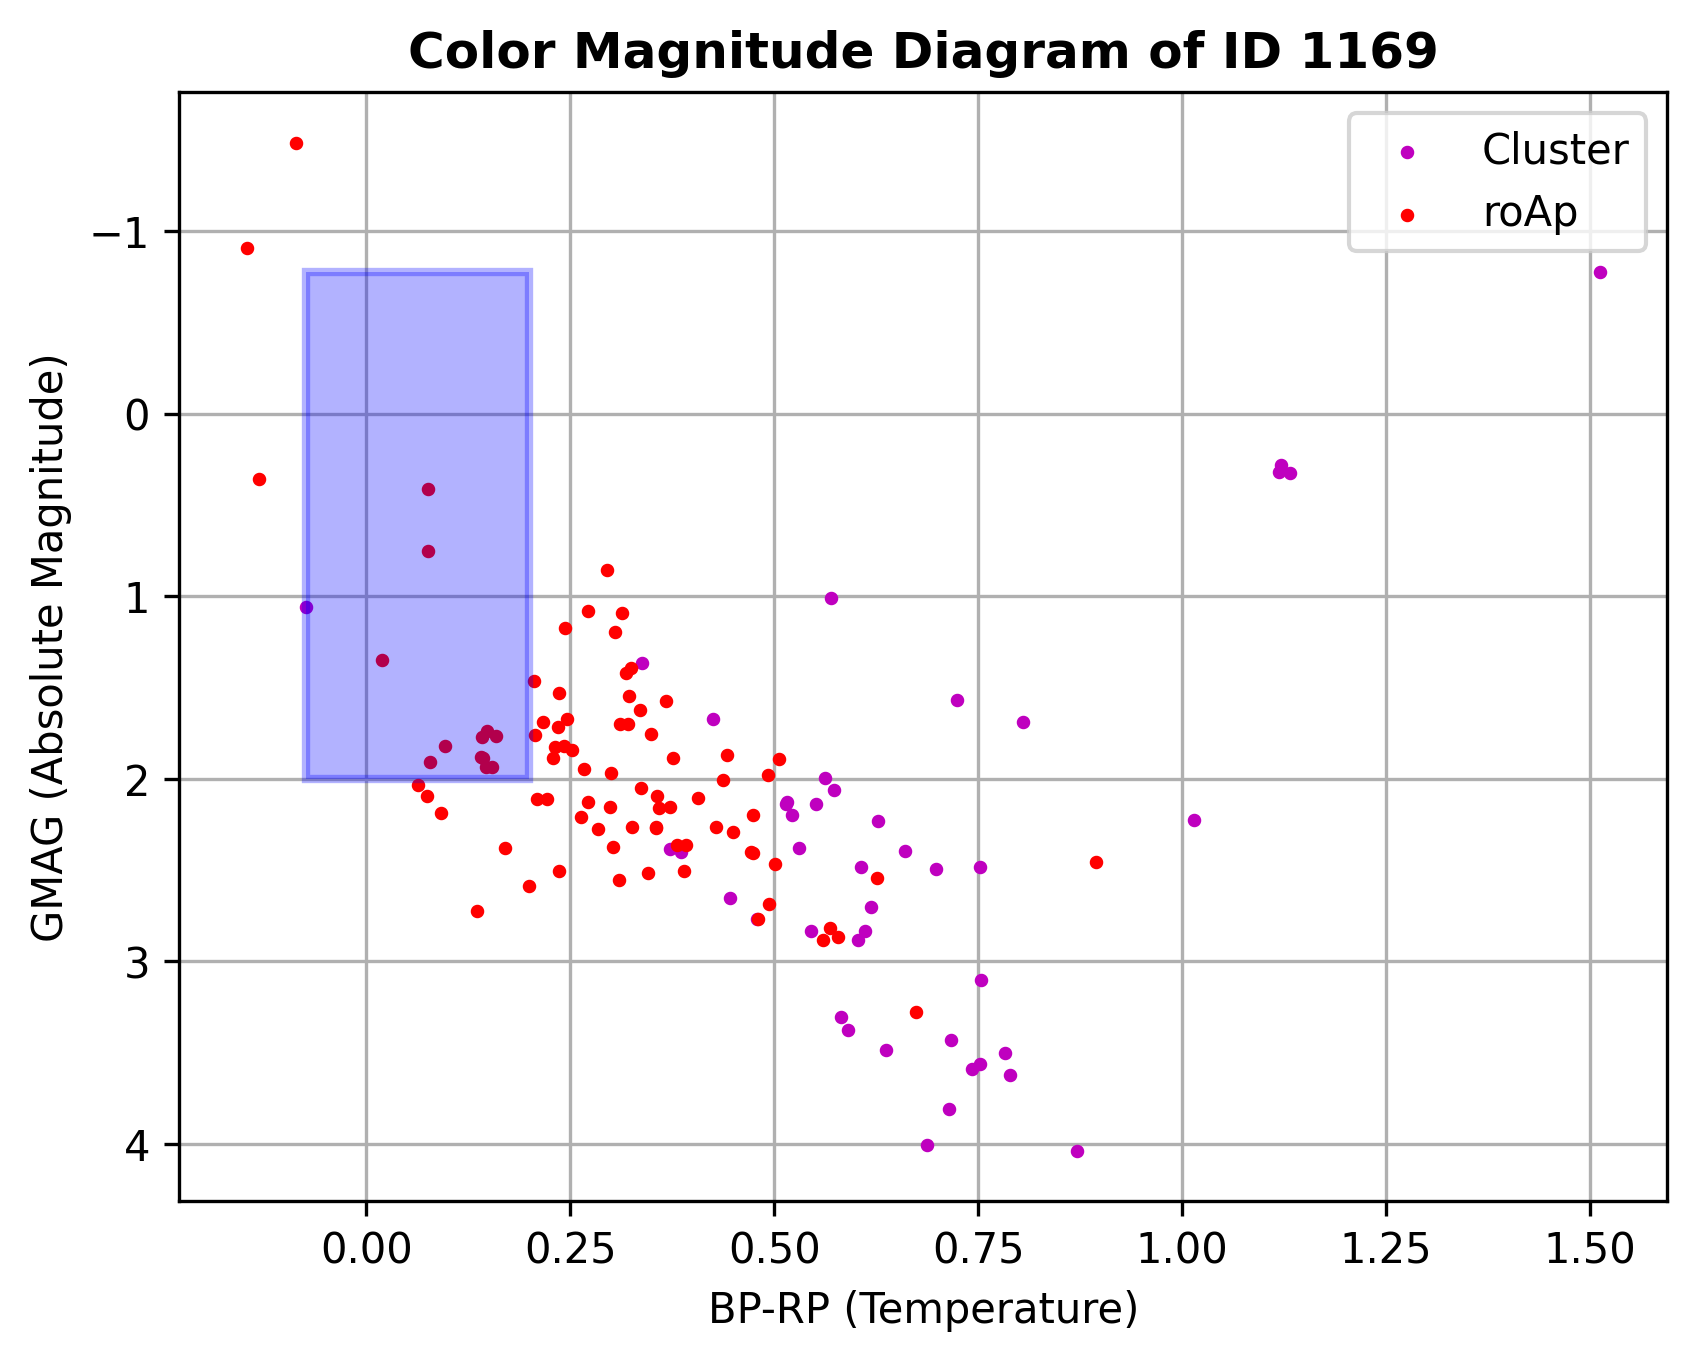 Color Magnitude Diagram of ID 1169
Cluster
roAp
GMAG (Absolute Magnitude)
−1
0
1
2
3
4
0.00 0.25 0.50 0.75 1.00 1.25 1.50
BP-RP (Temperature)